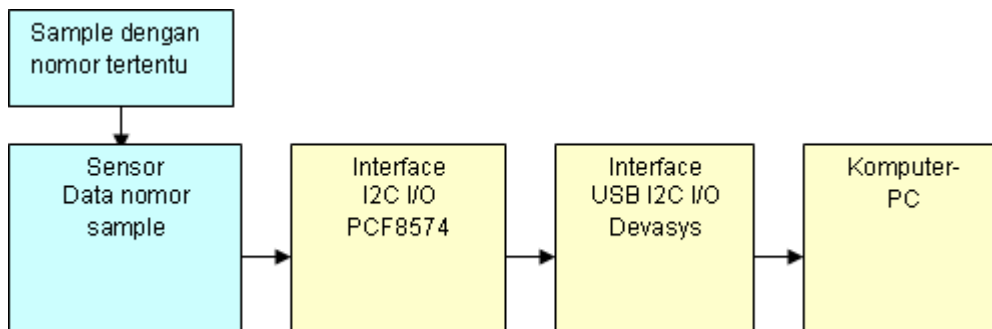 Sample dengan
nomor tertentu
Sensor
Data nomor
sample
Interface
I2C I/O
PCF8574
Interface
USB I2C I/O
Devasys
Komputer-
PC